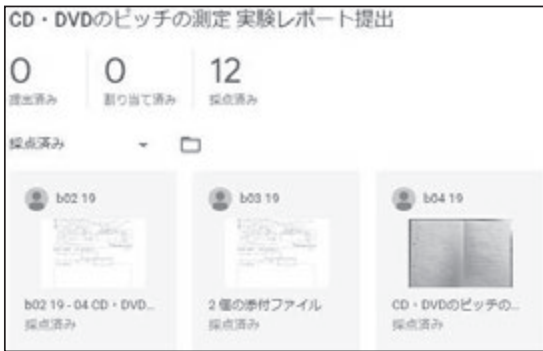 CD・DVDのピッチの測定 実験レポート提出
0 0 12
提出済み 割り当て済み 採点済み
採点済み
b02 19 b03 19 b04 19
b02 19 - 04 CD・DVD... 2 個の添付ファイル CD・DVDのピッチの...
採点済み 採点済み 採点済み